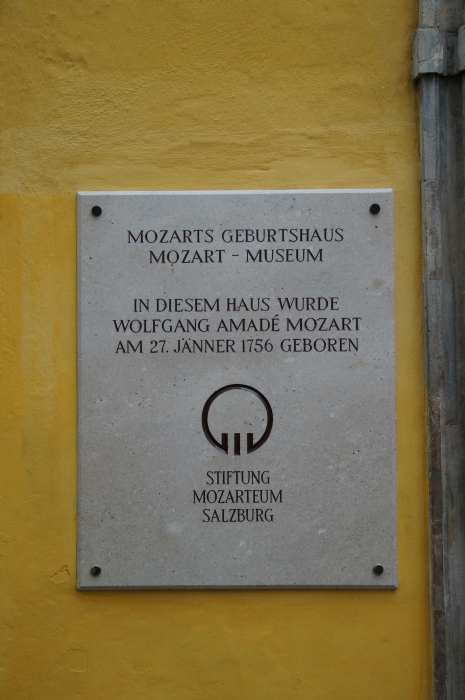 MOZARTS GEBURTSHAUS
MOZART - MUSEUM
IN DIESEM HAUS WURDE
WOLFGANG AMADÉ MOZART
AM 27. JÄNNER 1756 GEBOREN
STIFTUNG
MOZARTEUM
SALZBURG